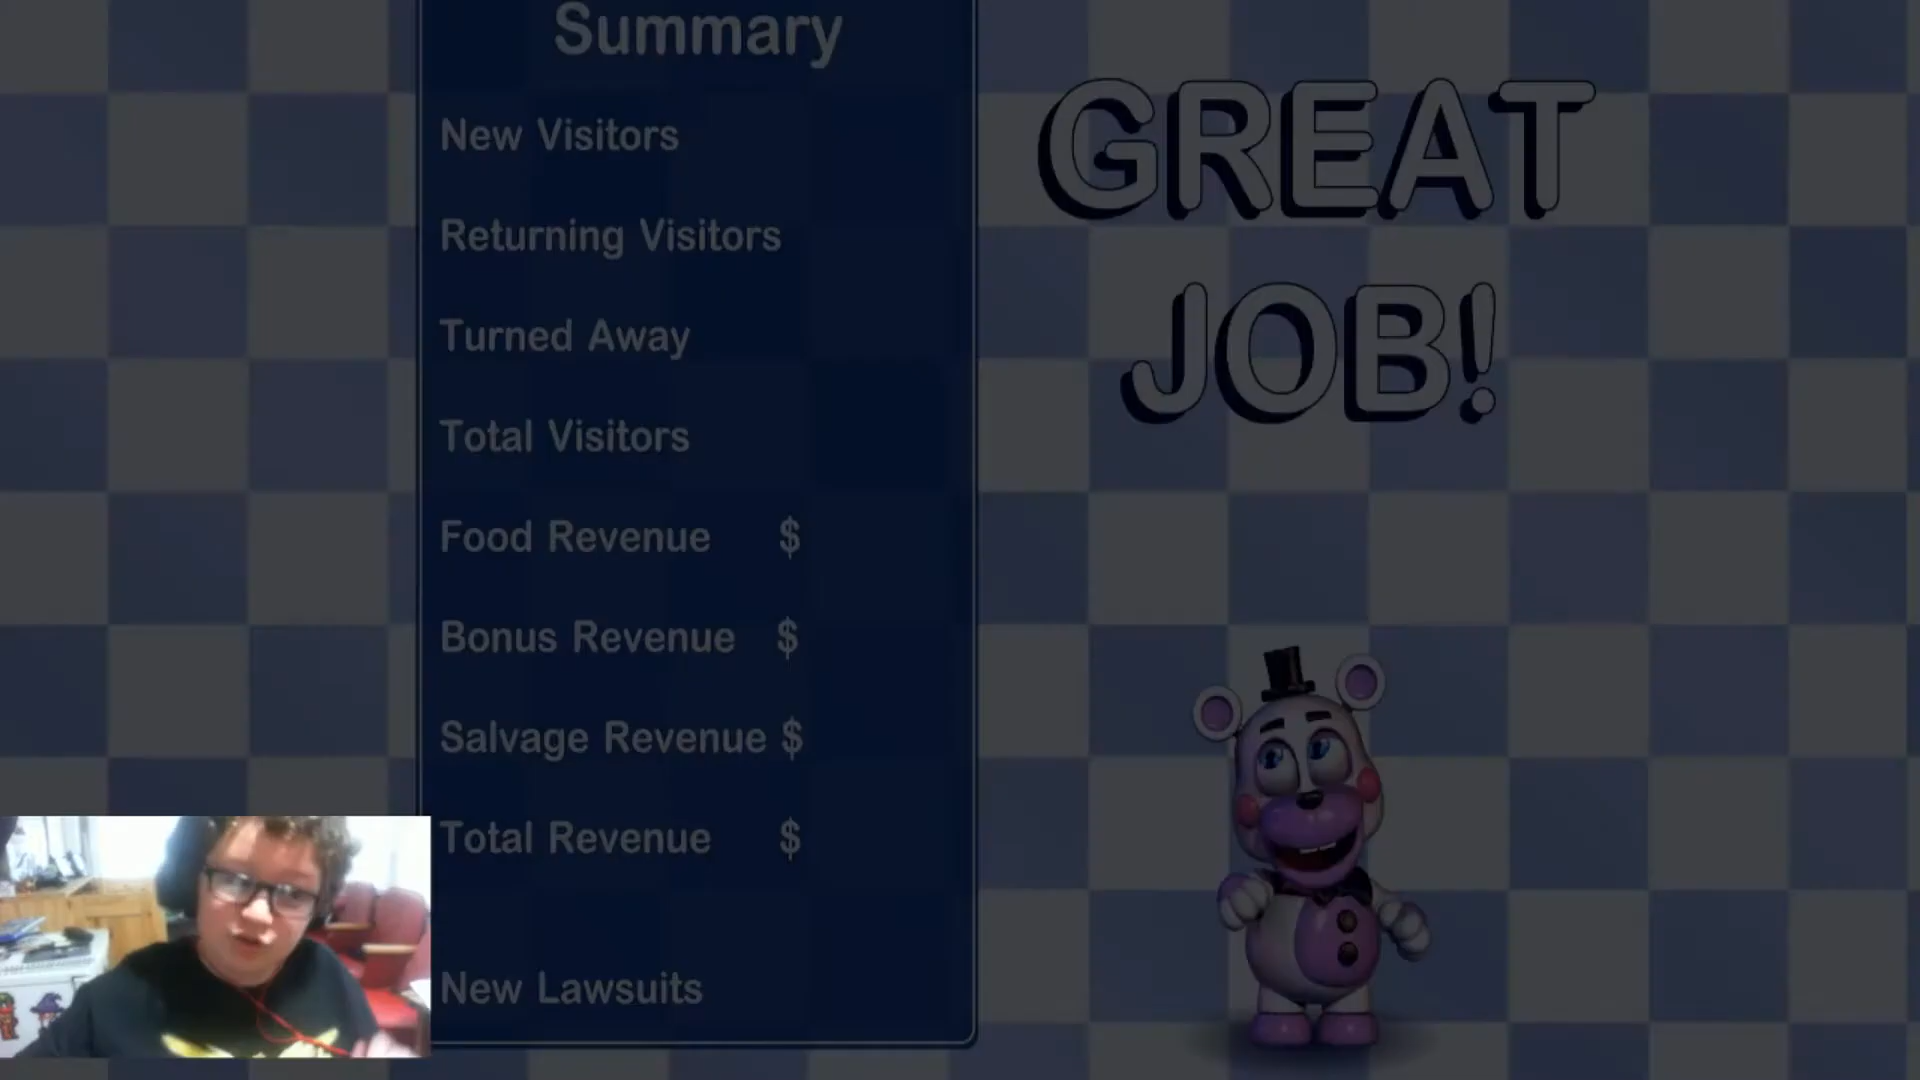 Summary
New Visitors
Returning Visitors
Turned Away
Total Visitors
Food Revenue $
Bonus Revenue $
Salvage Revenue $
Total Revenue $
New Lawsuits
GREAT
JOB!